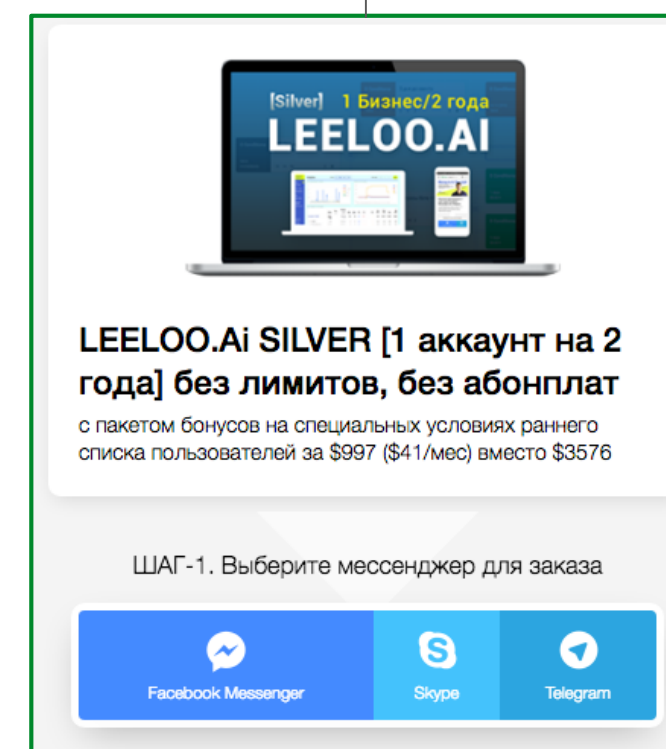 [Silver] 1 Бизнес/2 года
LEELOO.AI
LEELOO.Ai SILVER [1 аккаунт на 2
года] без лимитов, без абонплат
с пакетом бонусов на специальных условиях раннего
списка пользователей за $997 ($41/мес) вместо $3576
ШАГ-1. Выберите мессенджер для заказа
Facebook Messenger
Skype
Telegram